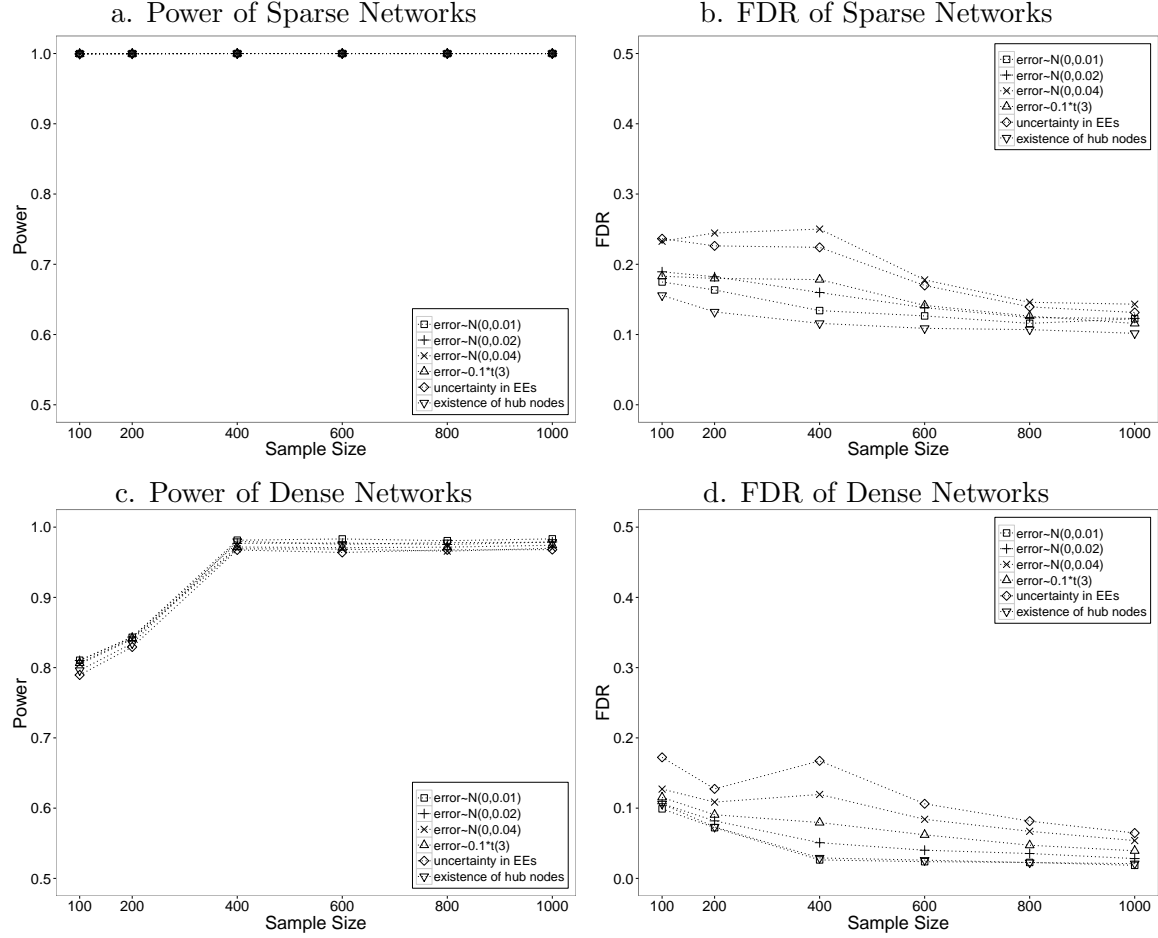 a. Power of Sparse Networks
1.0
0.9
0.8
0.7
0.6
0.5
Power
error~N(0,0.01)
error~N(0,0.02)
error~N(0,0.04)
error~0.1*t(3)
uncertainty in EEs
existence of hub nodes
100 200 400 600 800 1000
Sample Size
b. FDR of Sparse Networks
0.5
0.4
0.3
0.2
0.1
0.0
FDR
error~N(0,0.01)
error~N(0,0.02)
error~N(0,0.04)
error~0.1*t(3)
uncertainty in EEs
existence of hub nodes
100 200 400 600 800 1000
Sample Size
c. Power of Dense Networks
1.0
0.9
0.8
0.7
0.6
0.5
Power
error~N(0,0.01)
error~N(0,0.02)
error~N(0,0.04)
error~0.1*t(3)
uncertainty in EEs
existence of hub nodes
100 200 400 600 800 1000
Sample Size
d. FDR of Dense Networks
0.5
0.4
0.3
0.2
0.1
0.0
FDR
error~N(0,0.01)
error~N(0,0.02)
error~N(0,0.04)
error~0.1*t(3)
uncertainty in EEs
existence of hub nodes
100 200 400 600 800 1000
Sample Size